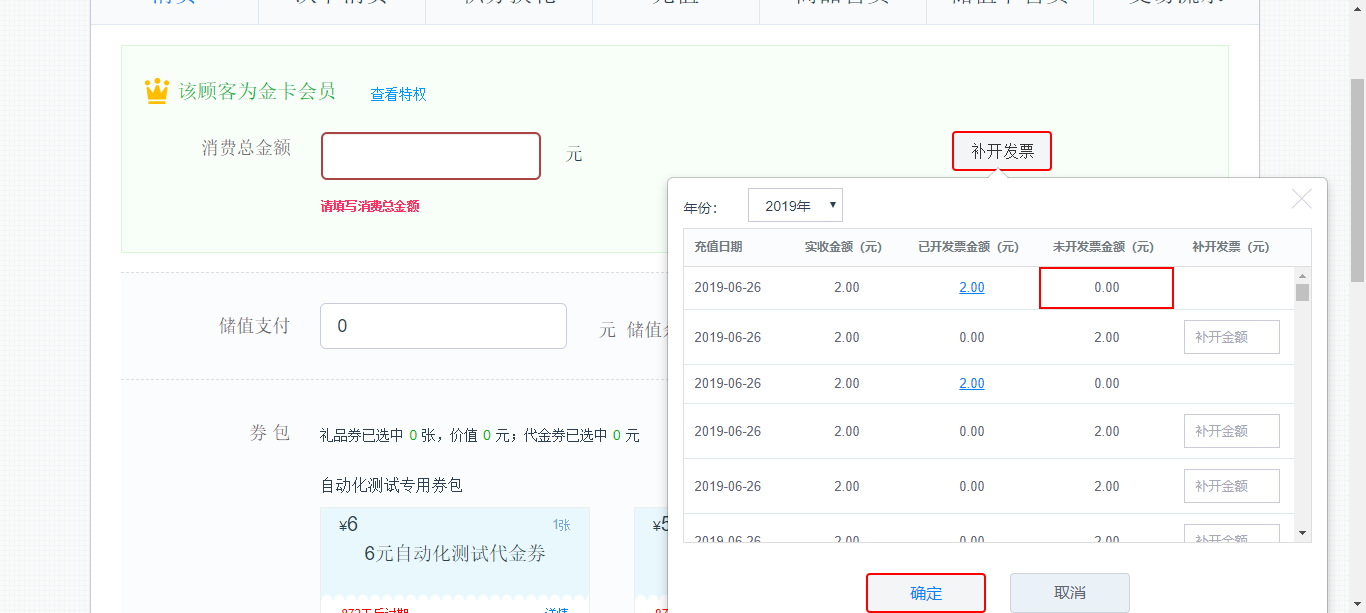 该顾客为金卡会员 查看特权
消费总金额 元 补开发票
请填写消费总金额
年份： 2019年
充值日期 实收金额（元） 已开发票金额（元） 未开发票金额（元） 补开发票（元）
2019-06-26 2.00 2.00 0.00
2019-06-26 2.00 0.00 2.00 补开金额
2019-06-26 2.00 2.00 0.00
2019-06-26 2.00 0.00 2.00 补开金额
2019-06-26 2.00 0.00 2.00 补开金额
2019-06-26 2.00 0.00 2.00 补开金额
确定 取消
储值支付 0 元 储值
券 包 礼品券已选中 0 张，价值 0 元；代金券已选中 0 元
自动化测试专用券包
¥6 1张 ¥5
6元自动化测试代金券
873天后过期 详情